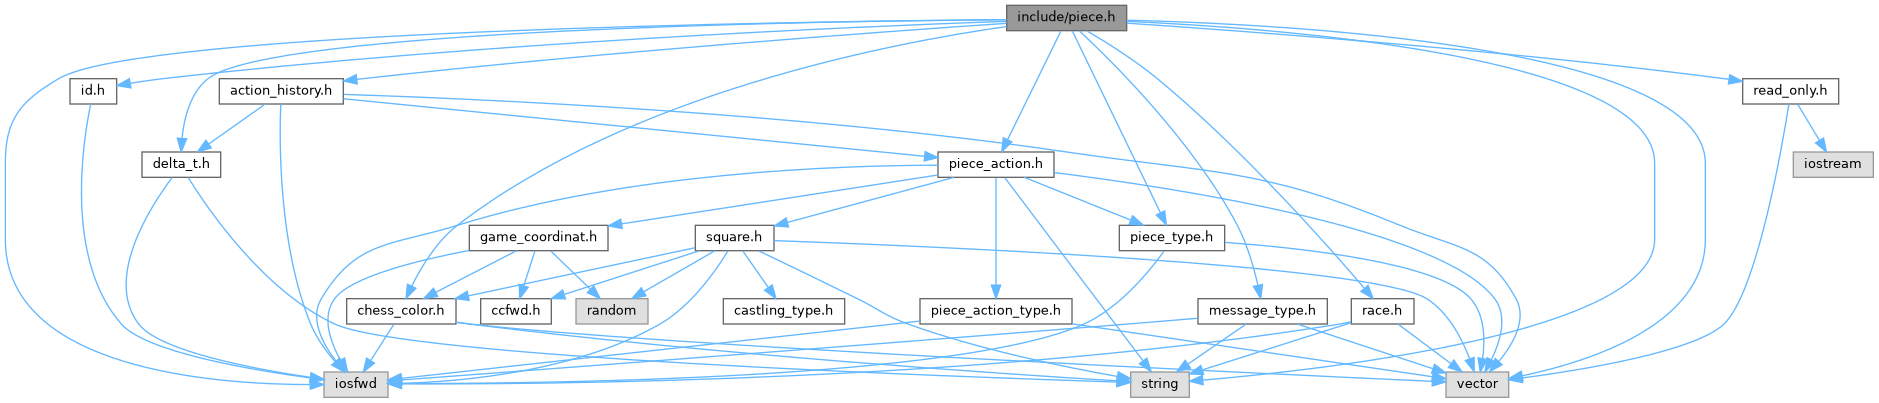 include/piece.h
id.h
action_history.h
read_only.h
delta_t.h
piece_action.h
iostream
game_coordinat.h
square.h
piece_type.h
chess_color.h
ccfwd.h
random
castling_type.h
piece_action_type.h
message_type.h
race.h
iosfwd
string
vector